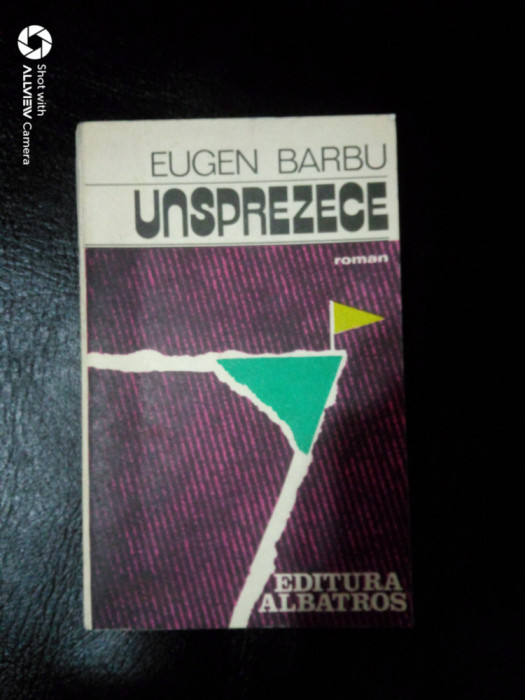 EUGEN BARBU
UNSPREZECE
roman
EDITURA
ALBATROS
Shot with
ALLVIEW Camera